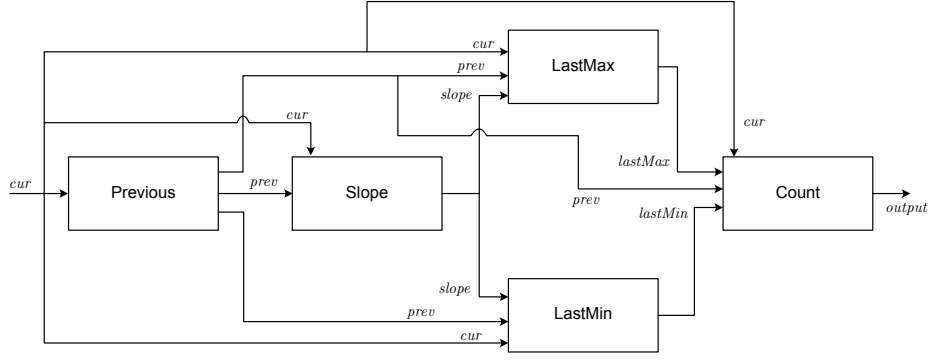 cur
prev
slope
LastMax
cur
cur
lastMax
cur
Previous
prev
Slope
prev
lastMin
Count
output
slope
prev
cur
LastMin